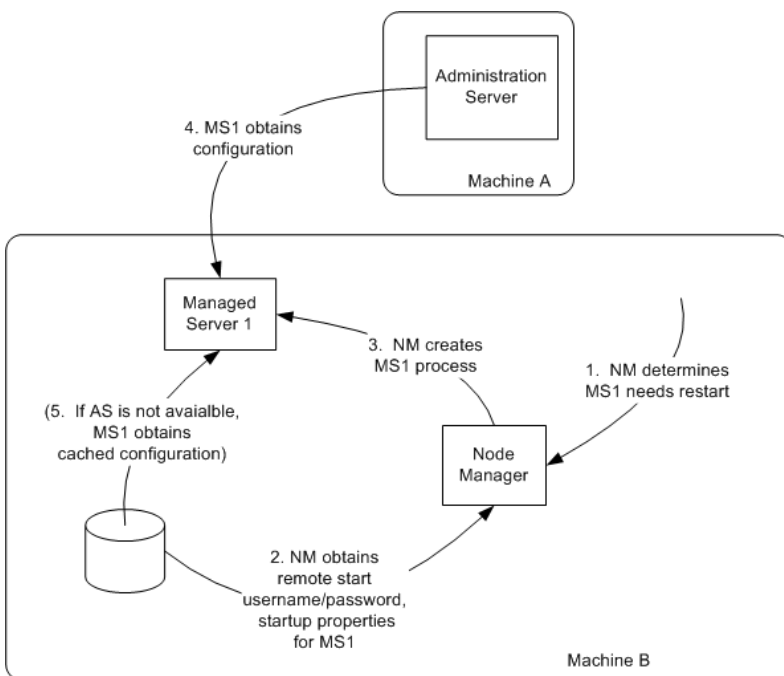 Administration
Server
Machine A
4. MS1 obtains
configuration
Managed
Server 1
3.  NM creates
MS1 process
1.  NM determines
MS1 needs restart
(5.  If AS is not avaialble,
MS1 obtains
cached configuration)
Node
Manager
2. NM obtains
remote start
username/password,
startup properties
for MS1
Machine B